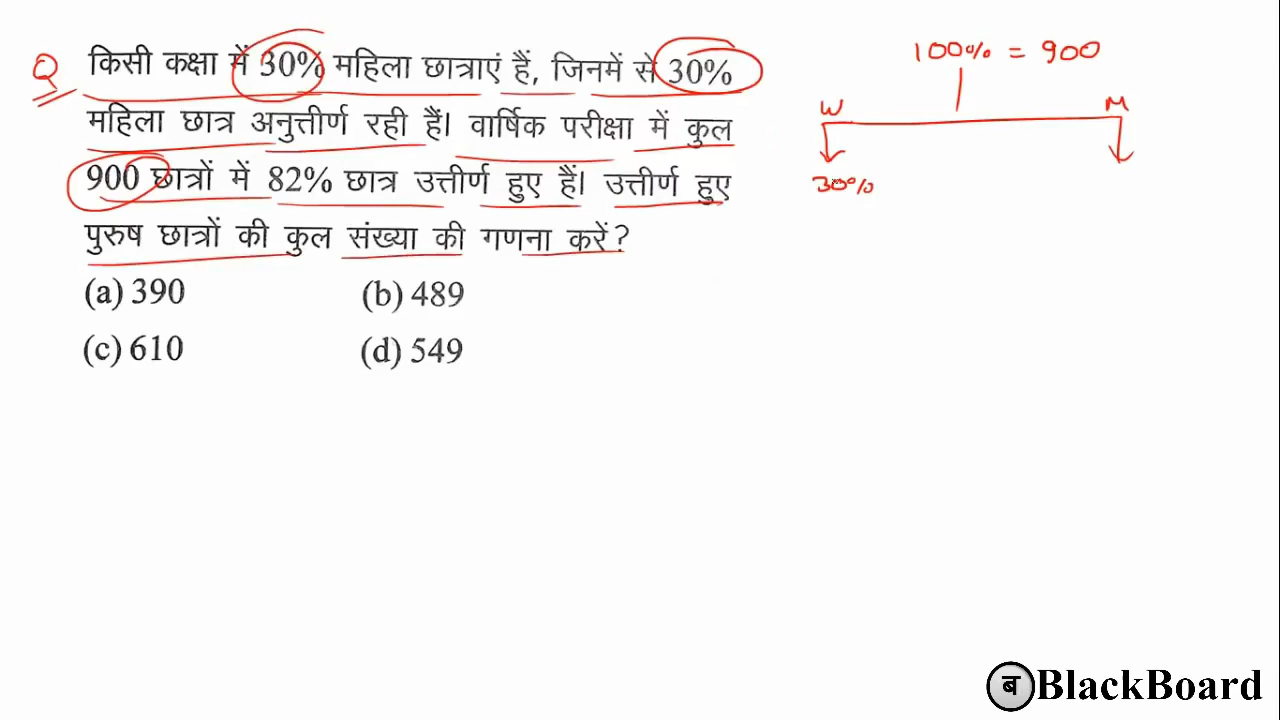 Q किसी कक्षा में 30% महिला छात्राएं हैं, जिनमें से 30%
महिला छात्र अनुत्तीर्ण रही हैं। वार्षिक परीक्षा में कुल
900 छात्रों में 82% छात्र उत्तीर्ण हुए हैं। उत्तीर्ण हुए
पुरुष छात्रों की कुल संख्या की गणना करें?
(a) 390 (b) 489
(c) 610 (d) 549
100% = 900
W M
30%
ब BlackBoard